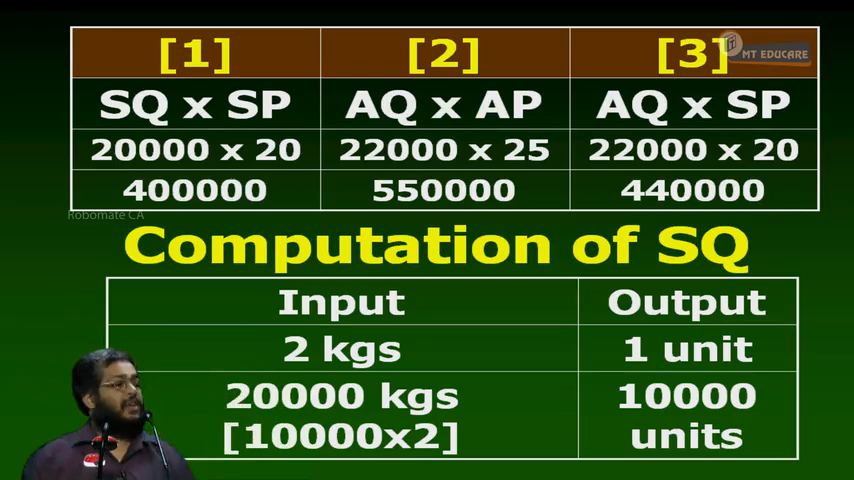 [1] [2] [3]
MT EDUCARE
SQ x SP AQ x AP AQ x SP
20000 x 20 22000 x 25 22000 x 20
400000 550000 440000
Robomate CA
Computation of SQ
Input Output
2 kgs 1 unit
20000 kgs 10000
[10000x2] units